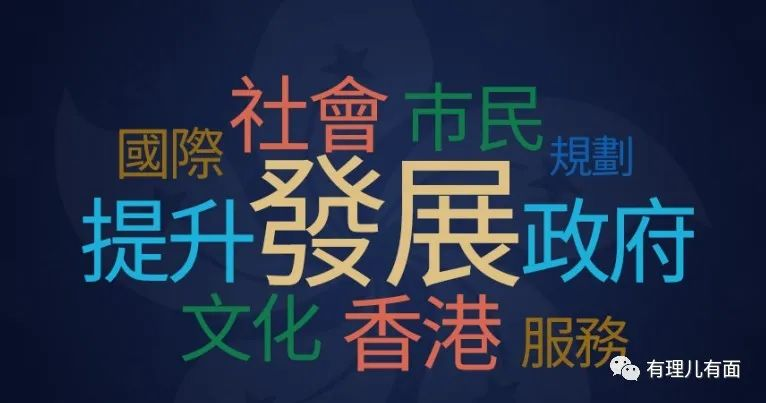 社會 市民
國際 規劃
提升 發展 政府
文化 香港 服務
有理儿有面